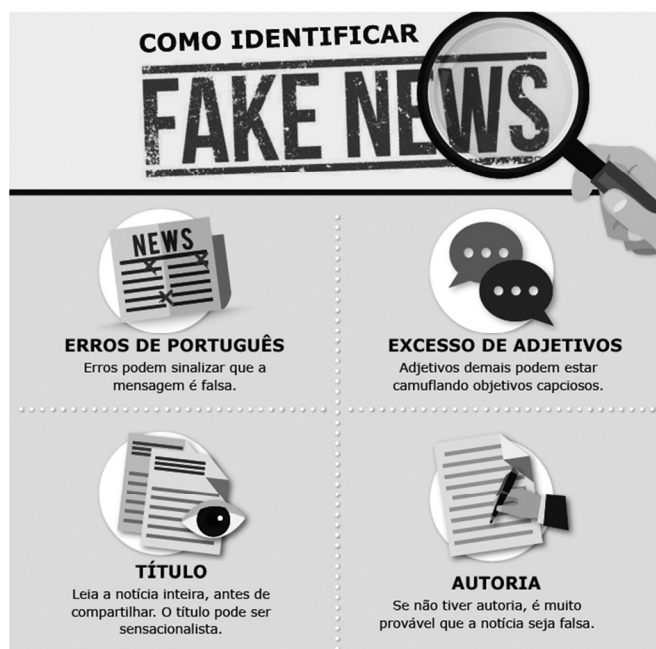 COMO IDENTIFICAR
FAKE NEWS
NEWS
ERROS DE PORTUGUÊS
Erros podem sinalizar que a
mensagem é falsa.
EXCESSO DE ADJETIVOS
Adjetivos demais podem estar
camuflando objetivos capciosos.
TÍTULO
Leia a notícia inteira, antes de
compartilhar. O título pode ser
sensacionalista.
AUTORIA
Se não tiver autoria, é muito
provável que a notícia seja falsa.